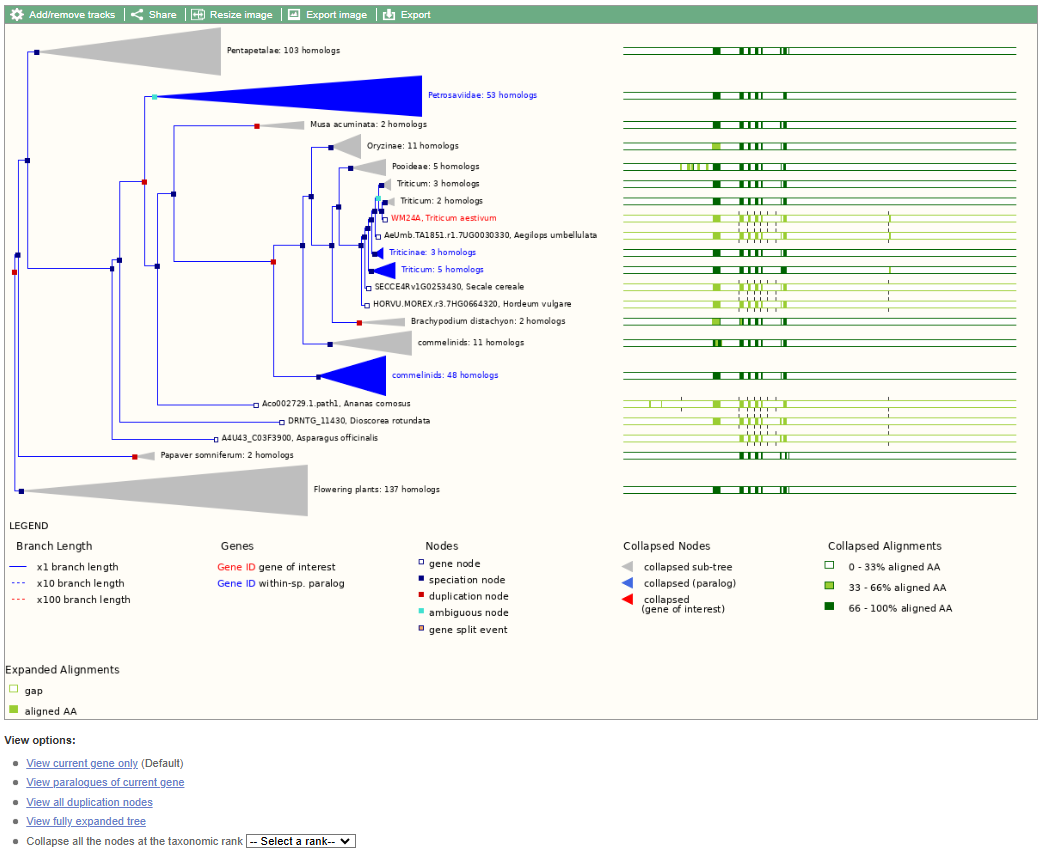 Add/remove tracks Share Resize image Export image Export
Pentapetalae: 103 homologs
Petrosaviidae: 53 homologs
Musa acuminata: 2 homologs
Oryzinae: 11 homologs
Pooideae: 5 homologs
Triticum: 3 homologs
Triticum: 2 homologs
WM24A, Triticum aestivum
AeUmb.TA1851.r1.7UG0030330, Aegilops umbellulata
Triticinae: 3 homologs
Triticum: 5 homologs
SECCE4Rv1G0253430, Secale cereale
HORVU.MOREX.r3.7HG0664320, Hordeum vulgare
Brachypodium distachyon: 2 homologs
commelinids: 11 homologs
commelinids: 48 homologs
Aco002729.1.path1, Ananas comosus
DRNTG_11430, Dioscorea rotundata
A4U43_C03F3900, Asparagus officinalis
Papaver somniferum: 2 homologs
Flowering plants: 137 homologs
LEGEND
Branch Length
x1 branch length
x10 branch length
x100 branch length
Genes
Gene ID gene of interest
Gene ID within-sp. paralog
Nodes
gene node
speciation node
duplication node
ambiguous node
gene split event
Collapsed Nodes
collapsed sub-tree
collapsed (paralog)
collapsed
(gene of interest)
Collapsed Alignments
0 - 33% aligned AA
33 - 66% aligned AA
66 - 100% aligned AA
Expanded Alignments
gap
aligned AA
View options:
View current gene only (Default)
View paralogues of current gene
View all duplication nodes
View fully expanded tree
Collapse all the nodes at the taxonomic rank -- Select a rank--